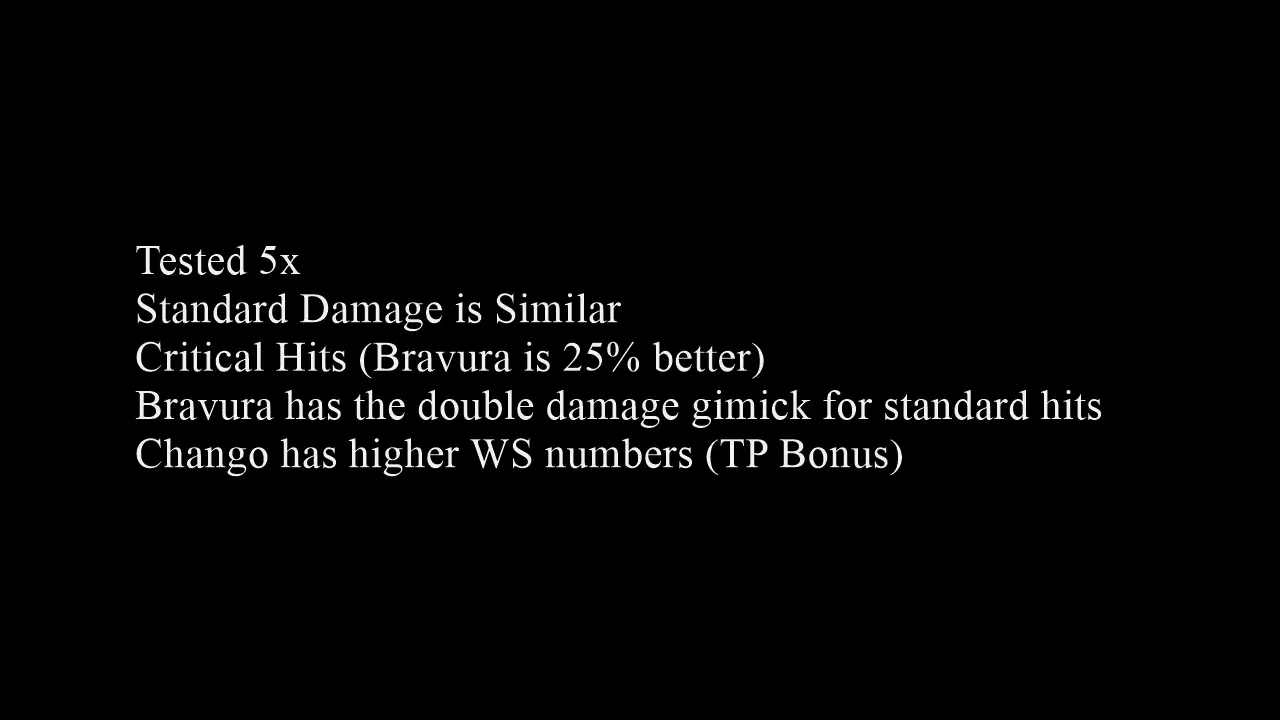 Tested 5x
Standard Damage is Similar
Critical Hits (Bravura is 25% better)
Bravura has the double damage gimick for standard hits
Chango has higher WS numbers (TP Bonus)